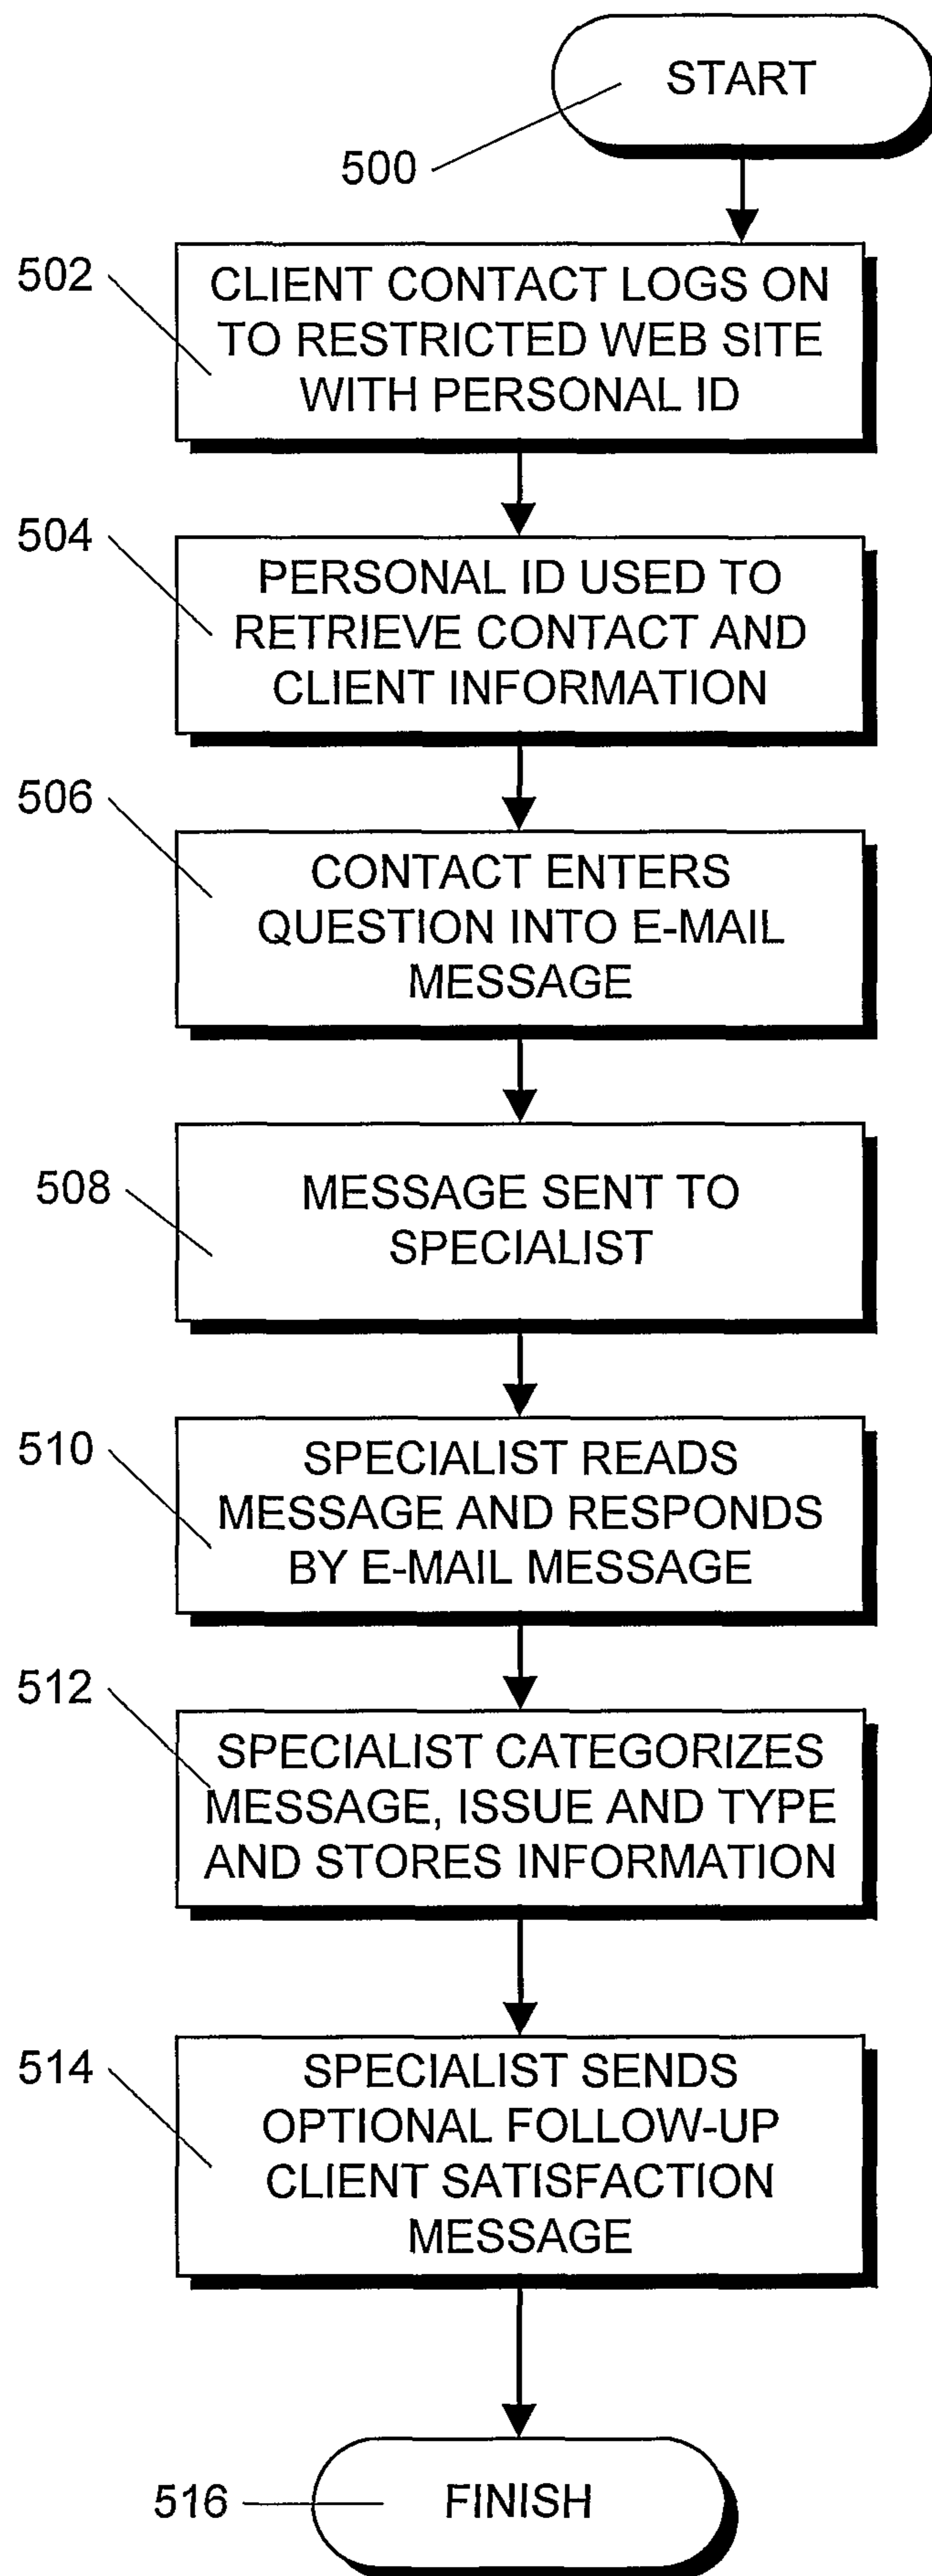 START
500
502
CLIENT CONTACT LOGS ON
TO RESTRICTED WEB SITE
WITH PERSONAL ID
504
PERSONAL ID USED TO
RETRIEVE CONTACT AND
CLIENT INFORMATION
506
CONTACT ENTERS
QUESTION INTO E-MAIL
MESSAGE
508
MESSAGE SENT TO
SPECIALIST
510
SPECIALIST READS
MESSAGE AND RESPONDS
BY E-MAIL MESSAGE
512
SPECIALIST CATEGORIZES
MESSAGE, ISSUE AND TYPE
AND STORES INFORMATION
514
SPECIALIST SENDS
OPTIONAL FOLLOW-UP
CLIENT SATISFACTION
MESSAGE
516
FINISH